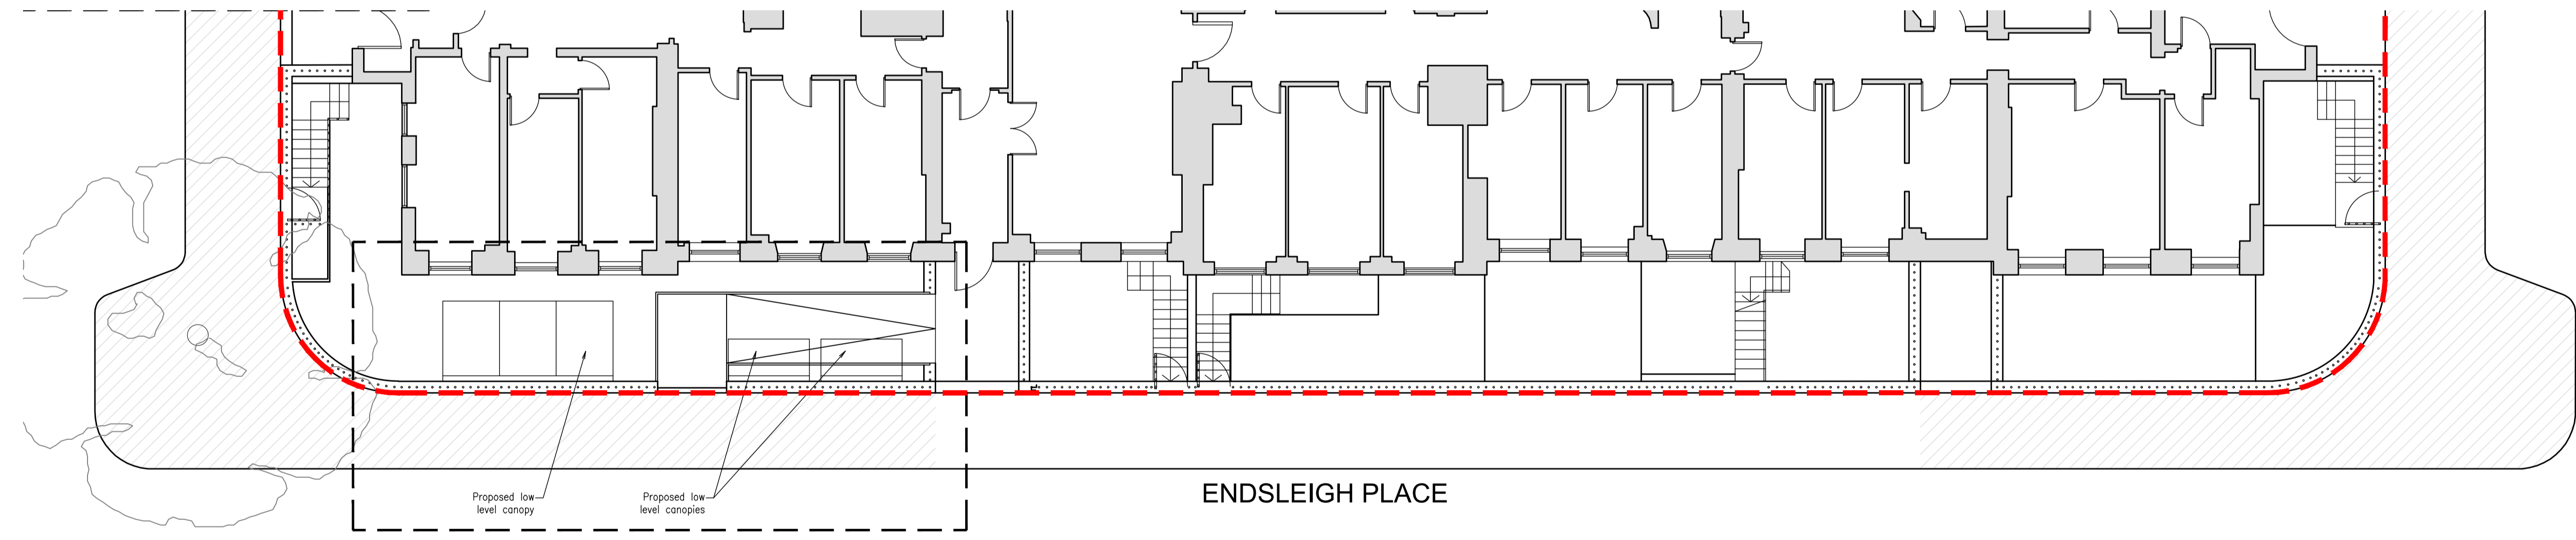 Proposed low
level canopy
Proposed low
level canopies
ENDSLEIGH PLACE